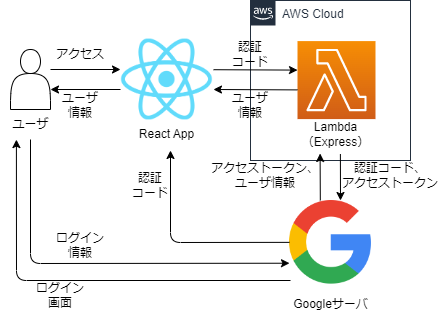 aws
AWS Cloud
アクセス
認証
コード
ユーザ
情報
ユーザ
情報
ユーザ
React App
Lambda
（Express）
認証
コード
アクセストークン、
ユーザ情報
認証コード、
アクセストークン
ログイン
情報
ログイン
画面
Googleサーバ